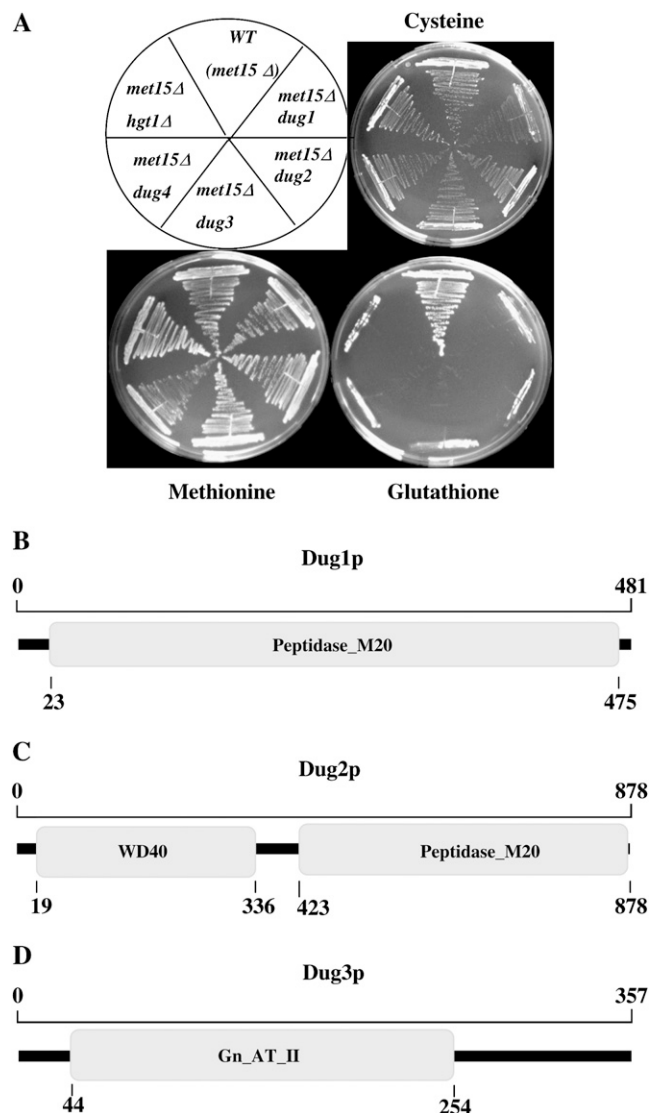 A
Cysteine
WT
(met15 Δ)
met15Δ
dug1
met15Δ
dug2
met15Δ
dug3
met15Δ
dug4
met15Δ
hgt1Δ
Methionine
Glutathione
B
Dug1p
0 481
Peptidase_M20
23 475
C
Dug2p
0 878
WD40 Peptidase_M20
19 336 423 878
D
Dug3p
0 357
Gn_AT_II
44 254